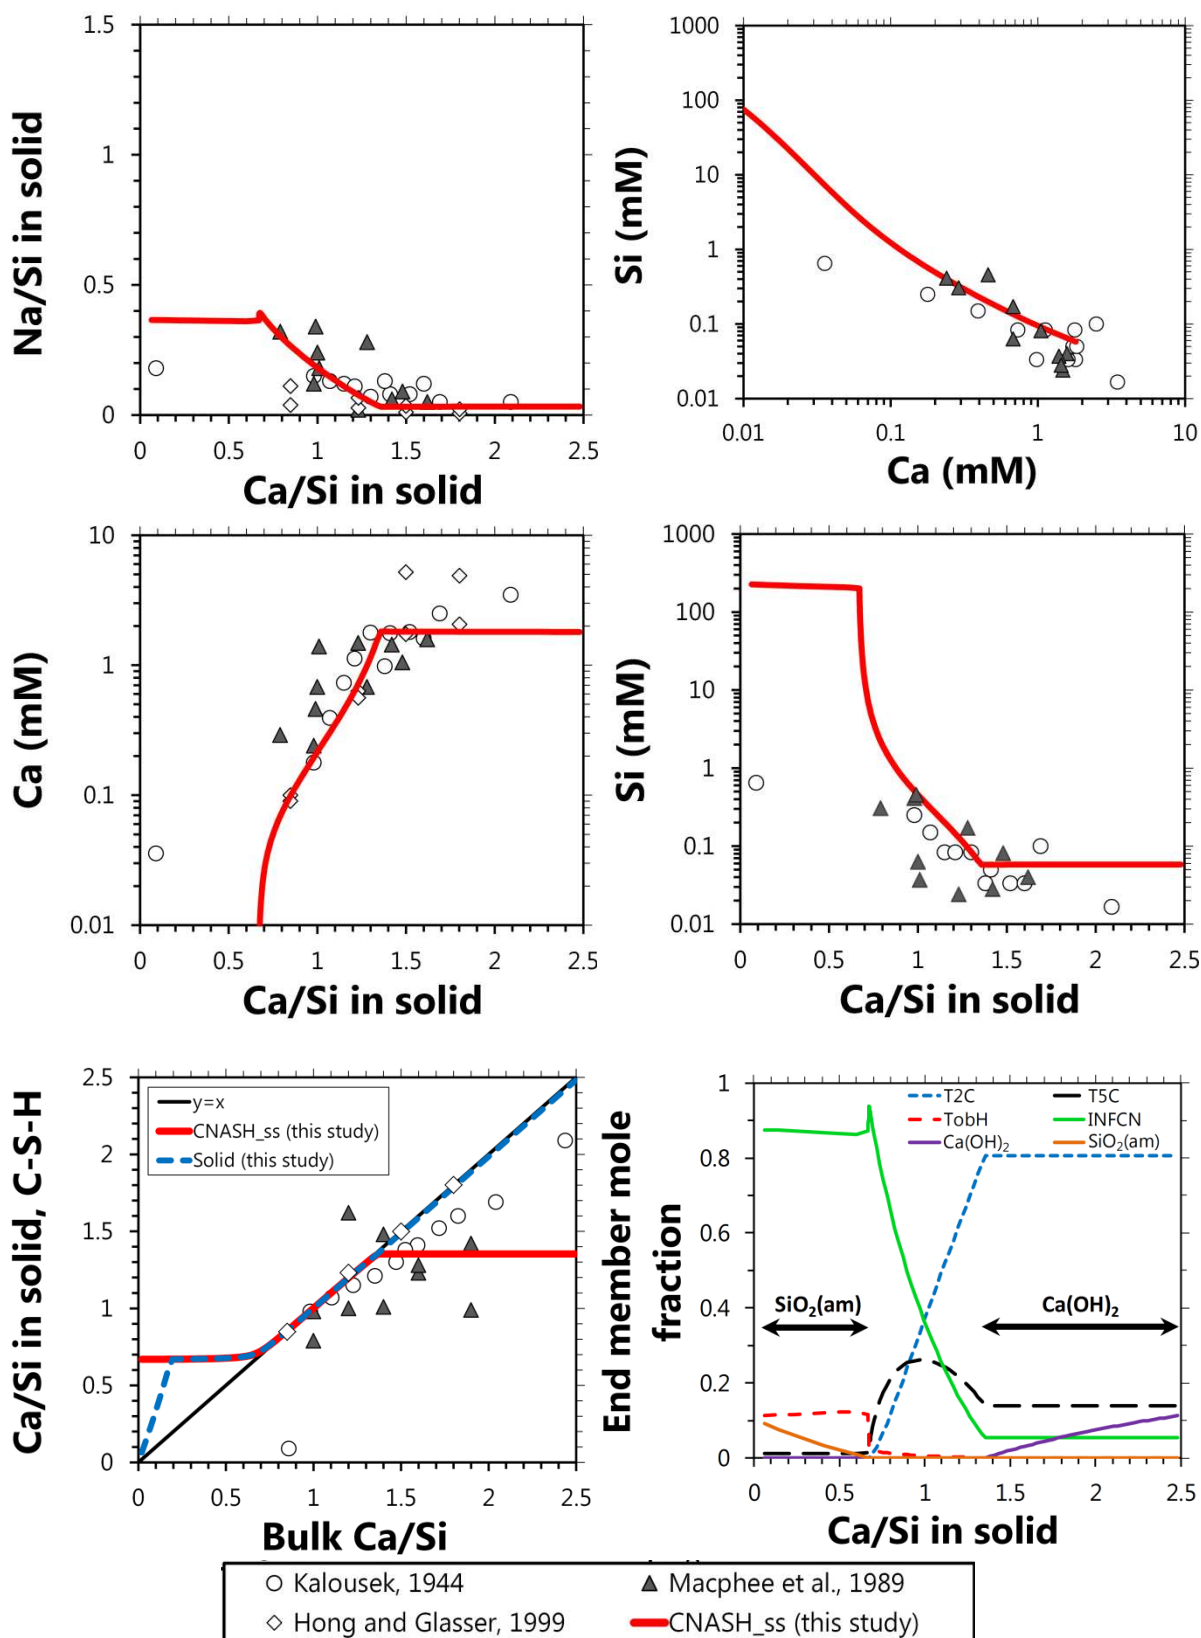 1.5
1
0.5
0
Na/Si in solid
0 0.5 1 1.5 2 2.5
Ca/Si in solid
1000
100
10
1
0.1
0.01
Si (mM)
0.01 0.1 1 10
Ca (mM)
10
1
0.1
0.01
Ca (mM)
0 0.5 1 1.5 2 2.5
Ca/Si in solid
1000
100
10
1
0.1
0.01
Si (mM)
0 0.5 1 1.5 2 2.5
Ca/Si in solid
2.5
2
1.5
1
0.5
0
Ca/Si in solid, C-S-H
y=x
CNASH_ss (this study)
Solid (this study)
0 0.5 1 1.5 2 2.5
Bulk Ca/Si
1
0.8
0.6
0.4
0.2
0
End member mole
fraction
T2C T5C
TobH INFCN
Ca(OH)₂ SiO₂(am)
SiO₂(am) Ca(OH)₂
0 0.5 1 1.5 2 2.5
Ca/Si in solid
Kalousek, 1944 Macphee et al., 1989
Hong and Glasser, 1999 CNASH_ss (this study)